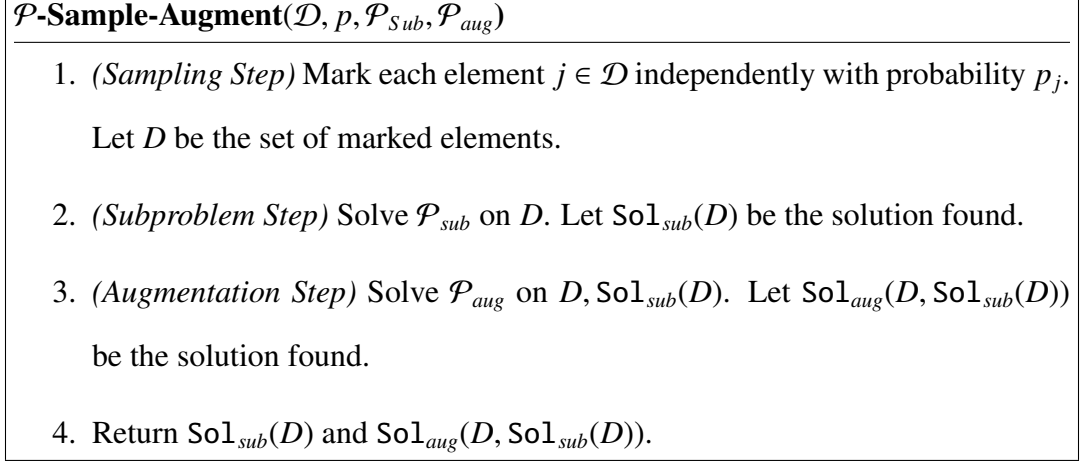 𝒫-Sample-Augment(𝒟, p, 𝒫_Sub, 𝒫_aug)
1. (Sampling Step) Mark each element j ∈ 𝒟 independently with probability p_j.
Let D be the set of marked elements.
2. (Subproblem Step) Solve 𝒫_sub on D. Let Sol_sub(D) be the solution found.
3. (Augmentation Step) Solve 𝒫_aug on D, Sol_sub(D). Let Sol_aug(D, Sol_sub(D))
be the solution found.
4. Return Sol_sub(D) and Sol_aug(D, Sol_sub(D)).